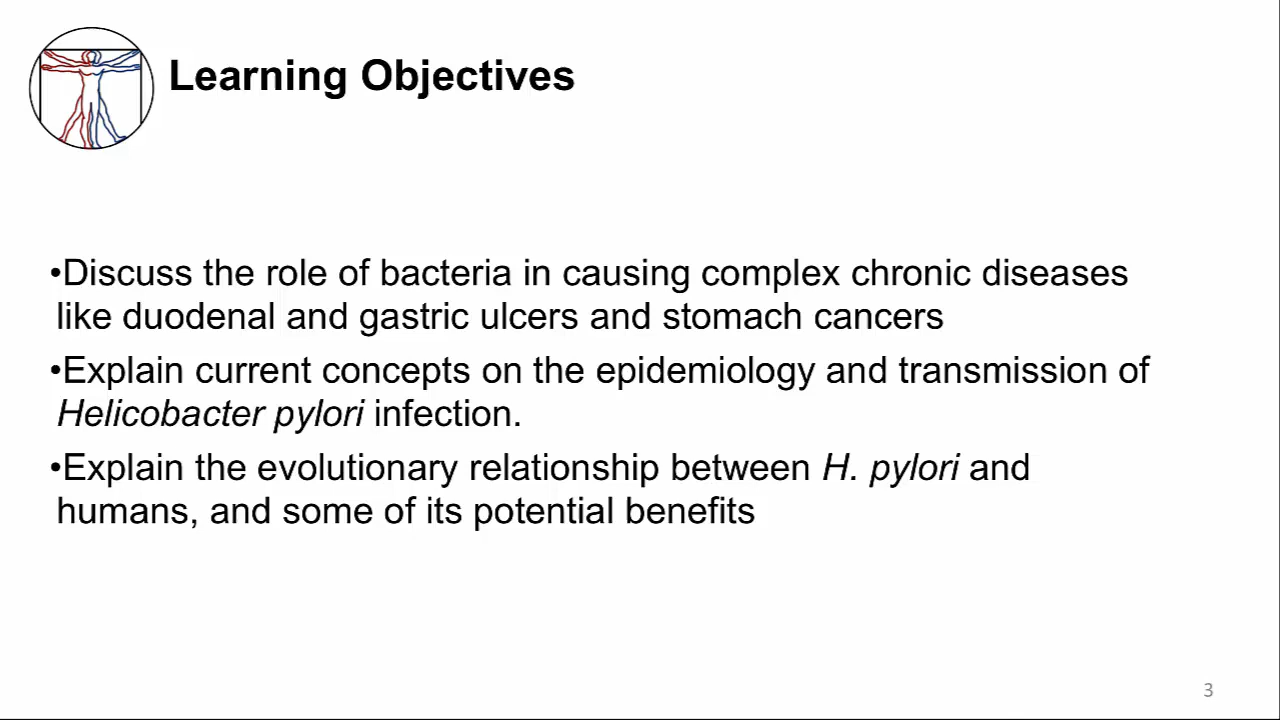 Learning Objectives
•Discuss the role of bacteria in causing complex chronic diseases
like duodenal and gastric ulcers and stomach cancers
•Explain current concepts on the epidemiology and transmission of
Helicobacter pylori infection.
•Explain the evolutionary relationship between H. pylori and
humans, and some of its potential benefits
3